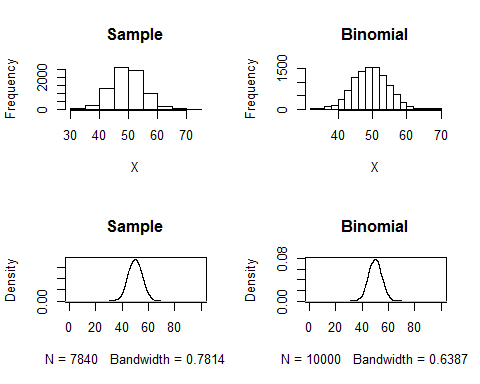 Sample
Frequency
0 2000
30 40 50 60 70
X
Binomial
Frequency
0 1500
40 50 60 70
X
Sample
Density
0.00
0 20 40 60 80
N = 7840 Bandwidth = 0.7814
Binomial
Density
0.00 0.08
0 20 40 60 80
N = 10000 Bandwidth = 0.6387